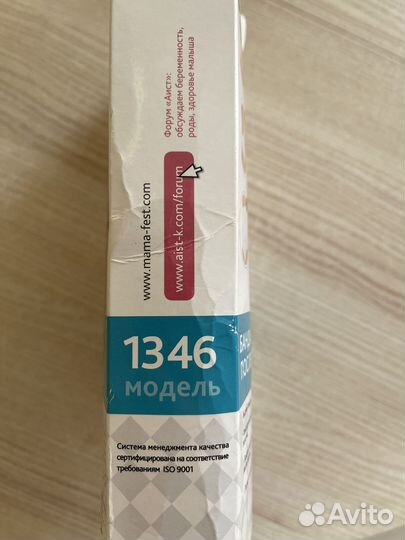 Форум «Аист»:
обсуждаем беременность,
роды, здоровье малыша
www.aist-k.com/forum
www.mama-fest.com
1346
модель
Система менеджмента качества
сертифицирована на соответствие
требованиям ISO 9001
Avito